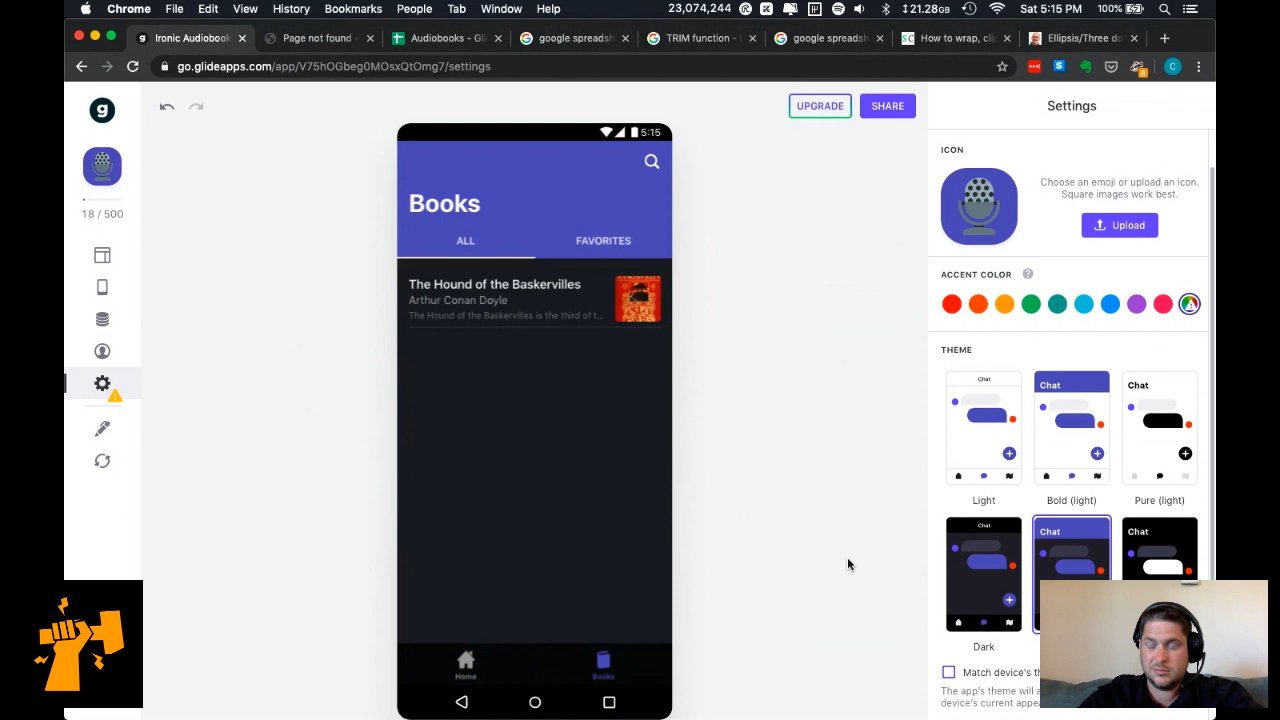 Chrome File Edit View History Bookmarks People Tab Window Help 23,074,244 21.28GB Sat 5:15 PM 100%
Ironic Audiobook
Page not found -
Audiobooks - Gli
google spreadsh
TRIM function -
google spreadsh
How to wrap, cli
Ellipsis/Three do
go.glideapps.com/app/V75hOGbeg0MOsxQtOmg7/settings
g
18 / 500
UPGRADE
SHARE
5:15
Books
ALL
FAVORITES
The Hound of the Baskervilles
Arthur Conan Doyle
The Hound of the Baskervilles is the third of t...
Home
Books
Settings
ICON
Choose an emoji or upload an icon.
Square images work best.
Upload
ACCENT COLOR
THEME
Chat
Chat
Chat
Light
Bold (light)
Pure (light)
Chat
Chat
Chat
Dark
Match device's th
The app's theme will a
device's current appea